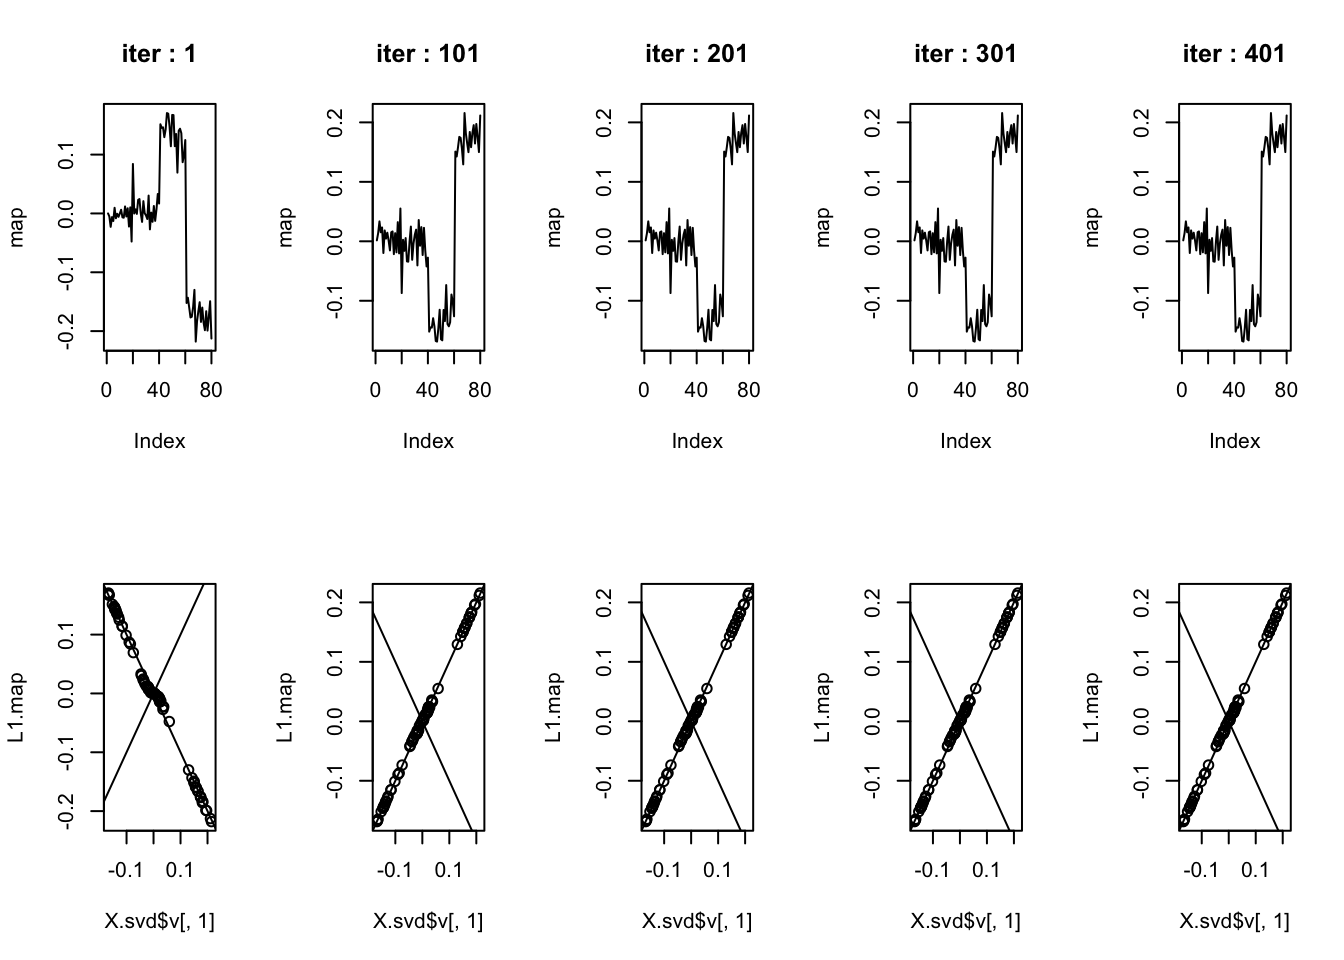 iter : 1
iter : 101
iter : 201
iter : 301
iter : 401
map
-0.2 -0.1 0.0 0.1
0 40 80
Index
map
-0.1 0.0 0.1 0.2
0 40 80
Index
map
-0.1 0.0 0.1 0.2
0 40 80
Index
map
-0.1 0.0 0.1 0.2
0 40 80
Index
map
-0.1 0.0 0.1 0.2
0 40 80
Index
L1.map
-0.2 -0.1 0.0 0.1
-0.1 0.1
X.svd$v[, 1]
L1.map
-0.1 0.0 0.1 0.2
-0.1 0.1
X.svd$v[, 1]
L1.map
-0.1 0.0 0.1 0.2
-0.1 0.1
X.svd$v[, 1]
L1.map
-0.1 0.0 0.1 0.2
-0.1 0.1
X.svd$v[, 1]
L1.map
-0.1 0.0 0.1 0.2
-0.1 0.1
X.svd$v[, 1]